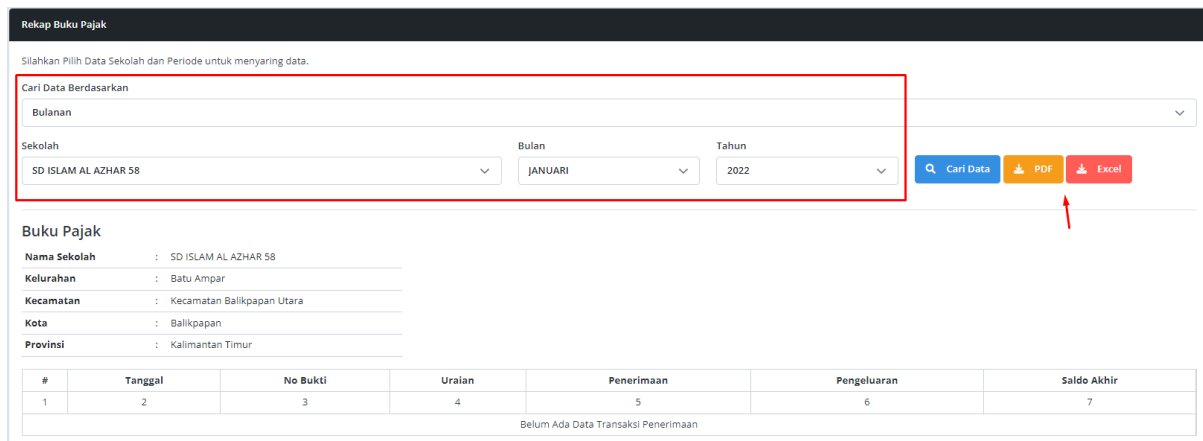 Rekap Buku Pajak
Silahkan Pilih Data Sekolah dan Periode untuk menyaring data.
Cari Data Berdasarkan
Bulanan
Sekolah Bulan Tahun
SD ISLAM AL AZHAR 58 JANUARI 2022 Cari Data PDF Excel
Buku Pajak
Nama Sekolah : SD ISLAM AL AZHAR 58
Kelurahan : Batu Ampar
Kecamatan : Kecamatan Balikpapan Utara
Kota : Balikpapan
Provinsi : Kalimantan Timur
# Tanggal No Bukti Uraian Penerimaan Pengeluaran Saldo Akhir
1 2 3 4 5 6 7
Belum Ada Data Transaksi Penerimaan